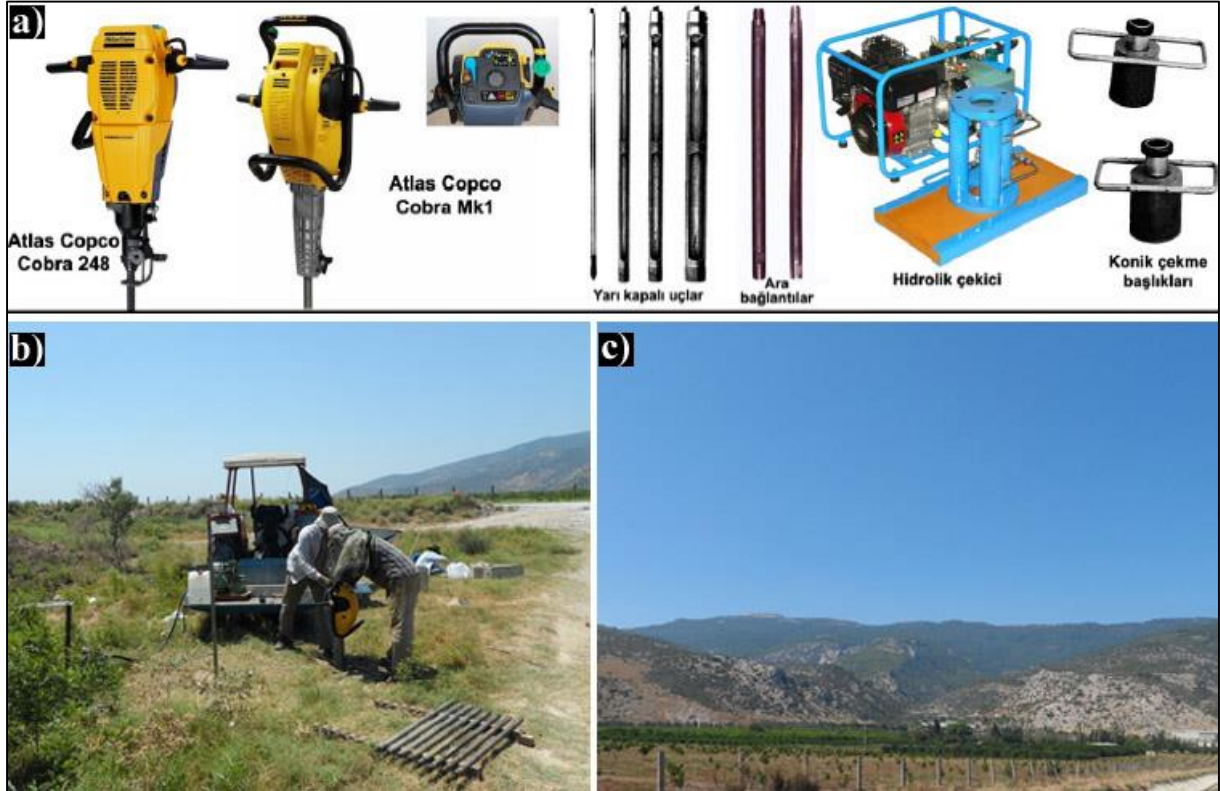 a)
Atlas Copco
Cobra 248
Atlas Copco
Cobra Mk1
Yarı kapalı uçlar
Ara
bağlantılar
Hidrolik çekici
Konik çekme
başlıkları
b)
c)